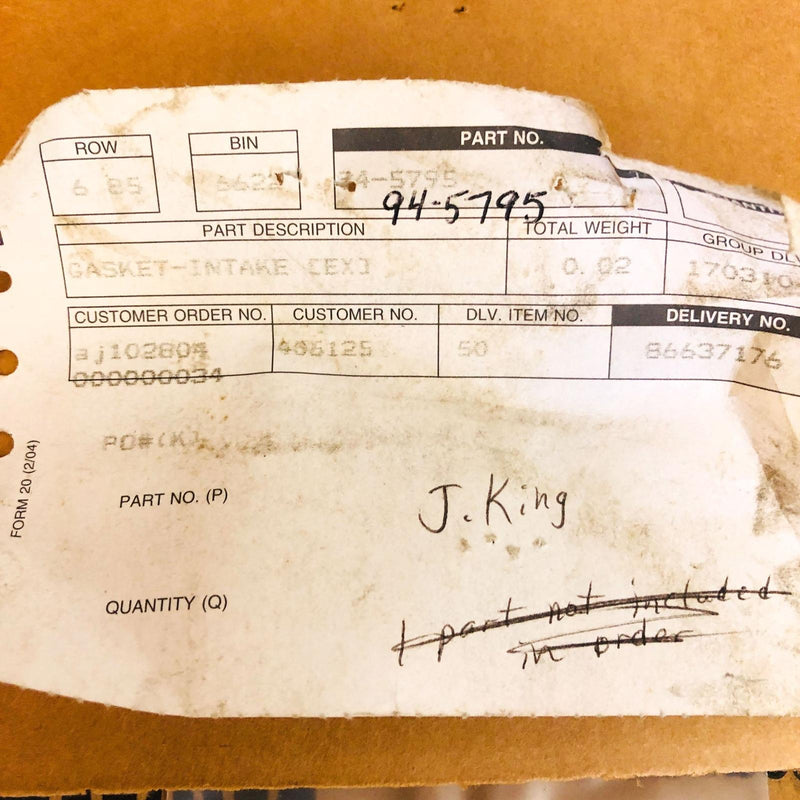 ROW BIN PART NO.
6 85 94-5795
94-5795
PART DESCRIPTION TOTAL WEIGHT GROUP
GASKET-INTAKE [EX] 0.02
CUSTOMER ORDER NO. CUSTOMER NO. DLV. ITEM NO. DELIVERY NO.
aj102804 406125 50 86637176
000000034
PO#(K)
PART NO. (P)
J. King
QUANTITY (Q)
1 part not included
in order
FORM 20 (2/04)